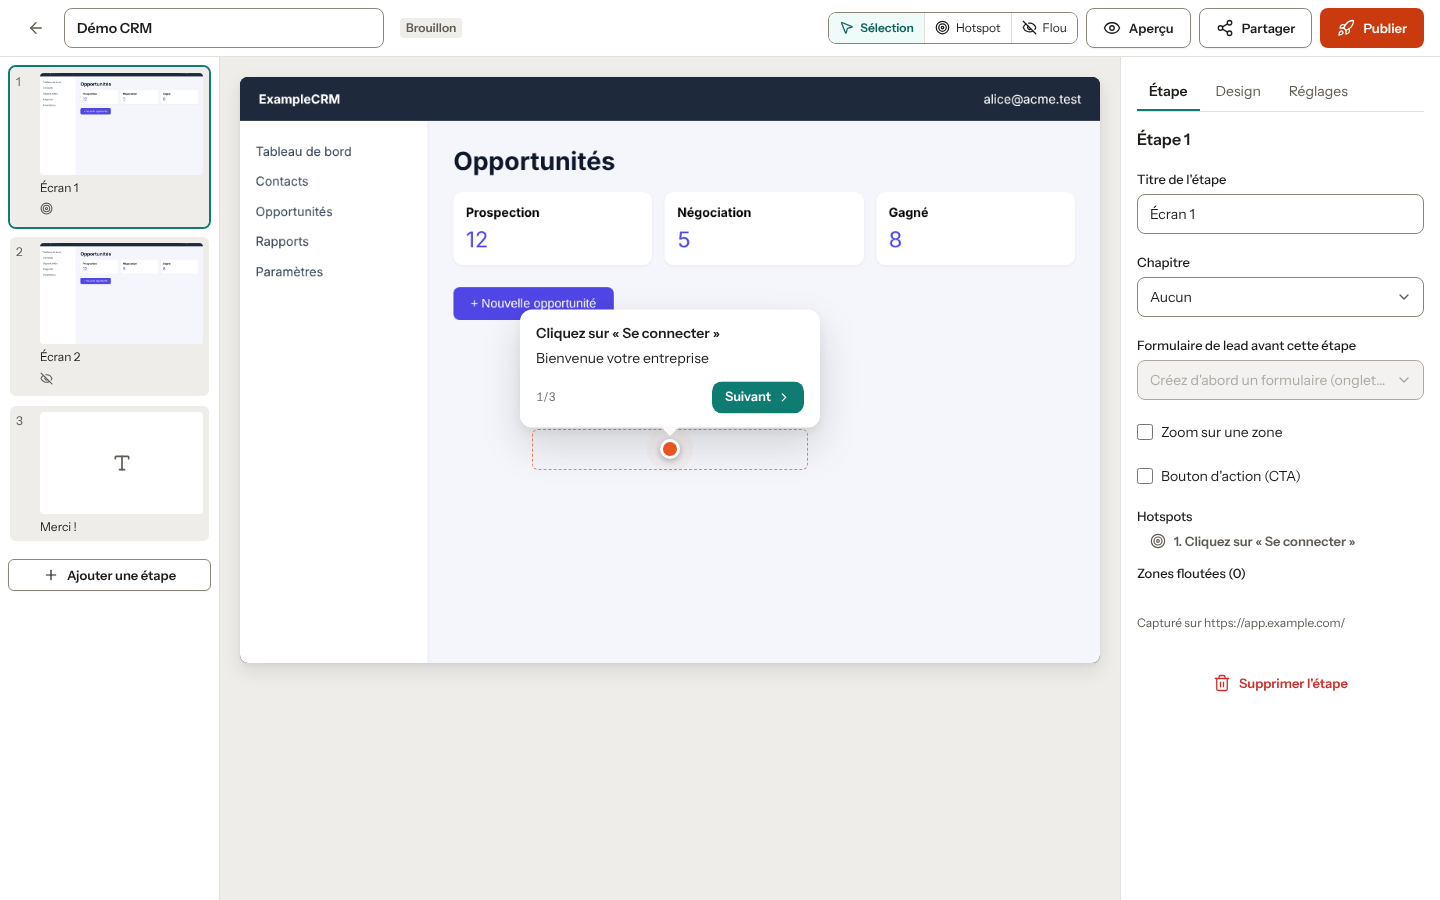 Démo CRM
Brouillon
Sélection
Hotspot
Flou
Aperçu
Partager
Publier
1
Écran 1
2
Écran 2
3
Merci !
Ajouter une étape
ExampleCRM
alice@acme.test
Tableau de bord
Contacts
Opportunités
Rapports
Paramètres
Opportunités
Prospection
12
Négociation
5
Gagné
8
+ Nouvelle opportunité
Cliquez sur « Se connecter »
Bienvenue votre entreprise
1/3
Suivant
Étape
Design
Réglages
Étape 1
Titre de l'étape
Écran 1
Chapitre
Aucun
Formulaire de lead avant cette étape
Créez d'abord un formulaire (onglet...
Zoom sur une zone
Bouton d'action (CTA)
Hotspots
1. Cliquez sur « Se connecter »
Zones floutées (0)
Capturé sur https://app.example.com/
Supprimer l'étape